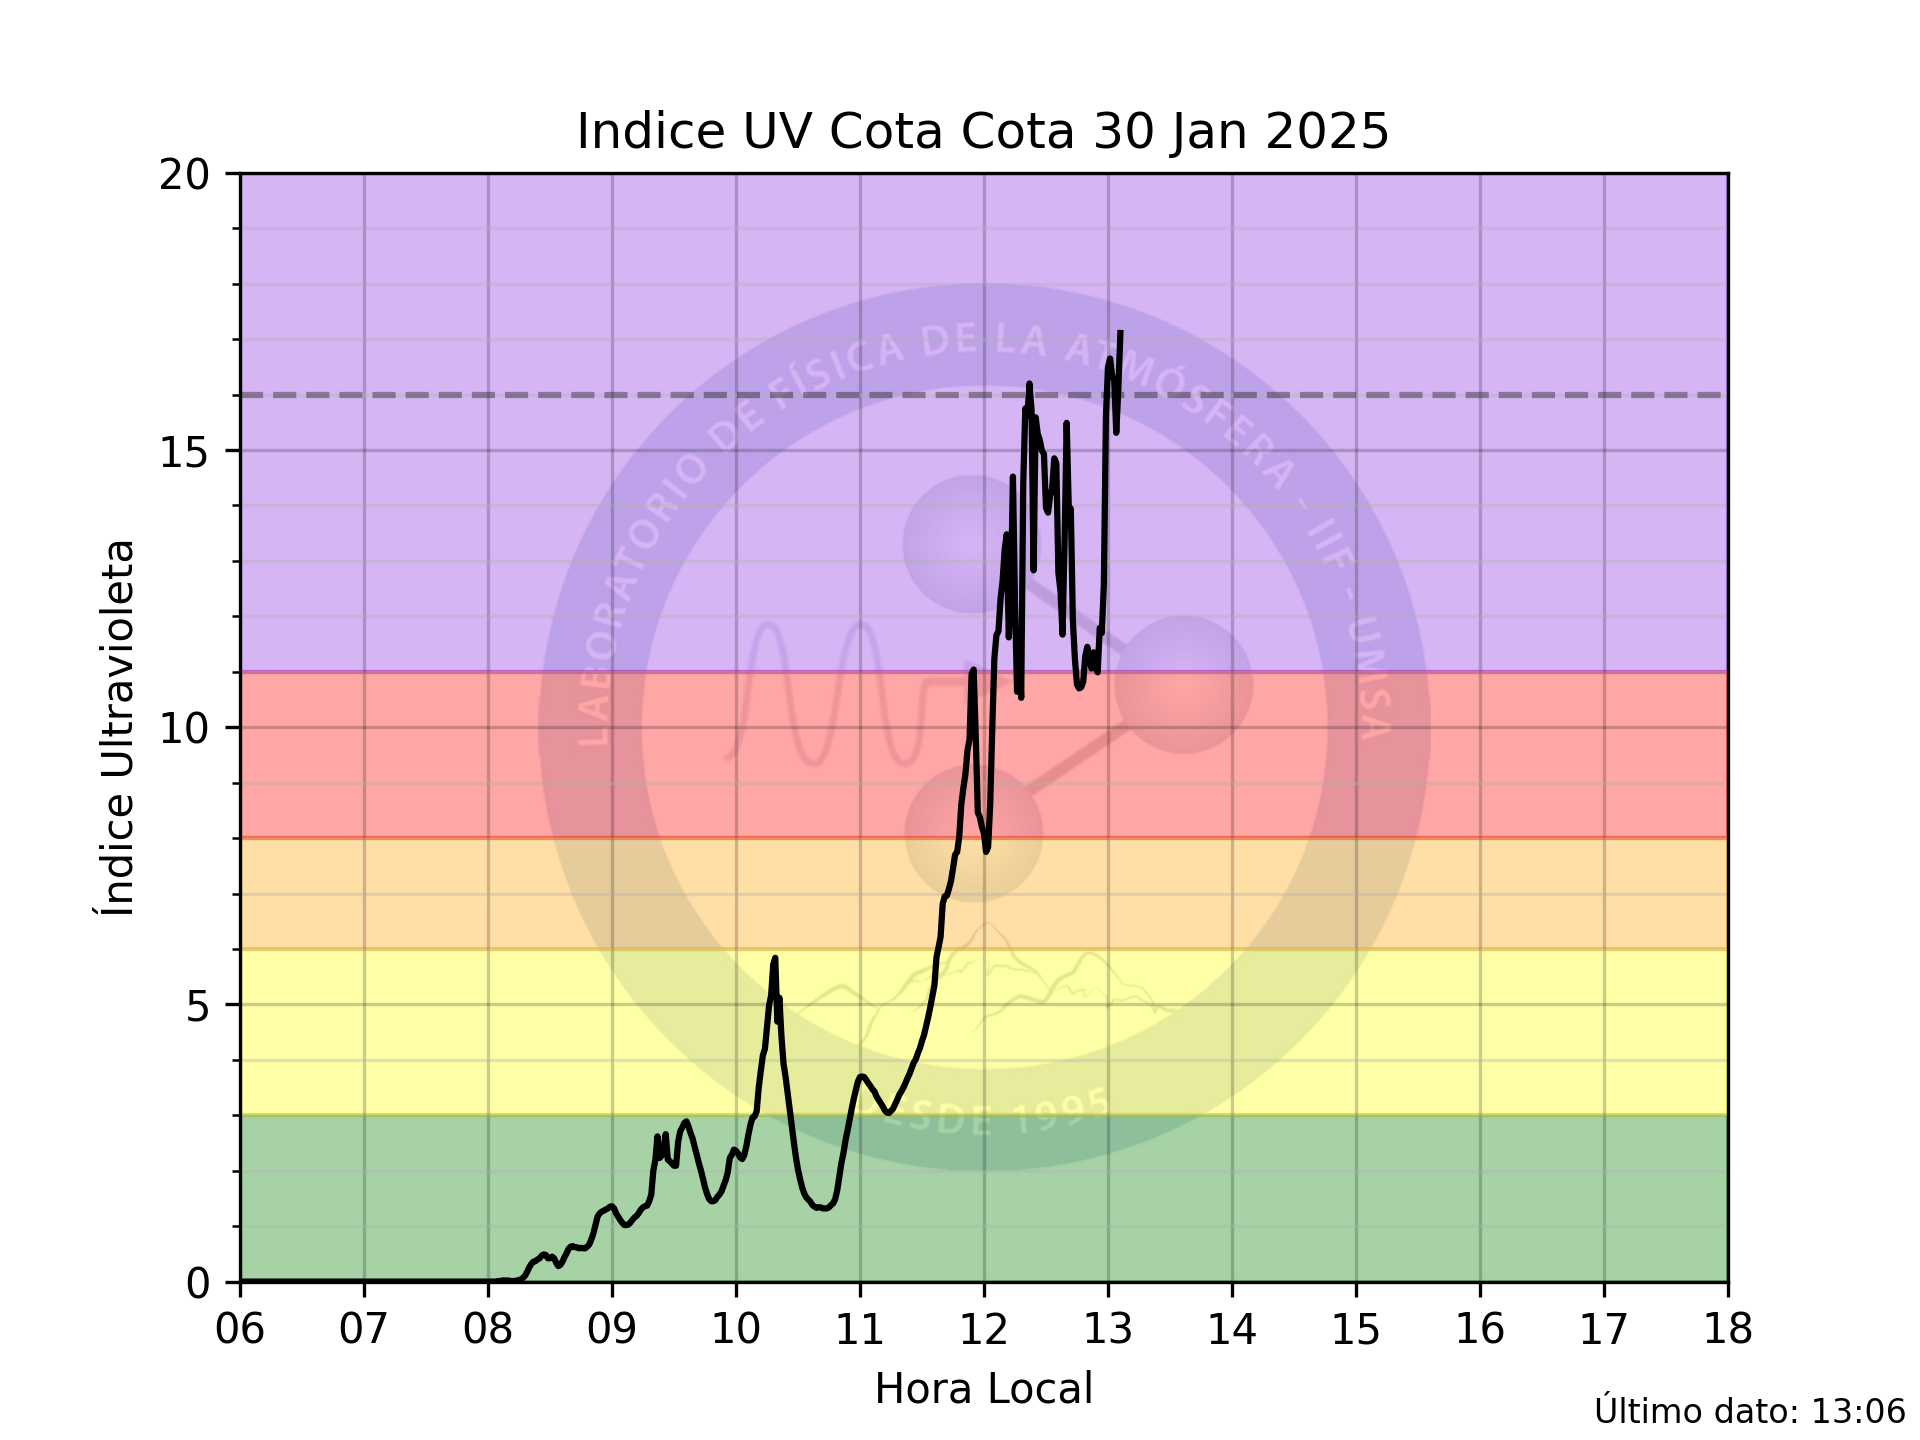 Indice UV Cota Cota 30 Jan 2025
20
15
10
5
0
Índice Ultravioleta
LABORATORIO DE FÍSICA DE LA ATMÓSFERA - IIF - UMSA
DESDE 1995
06 07 08 09 10 11 12 13 14 15 16 17 18
Hora Local
Último dato: 13:06